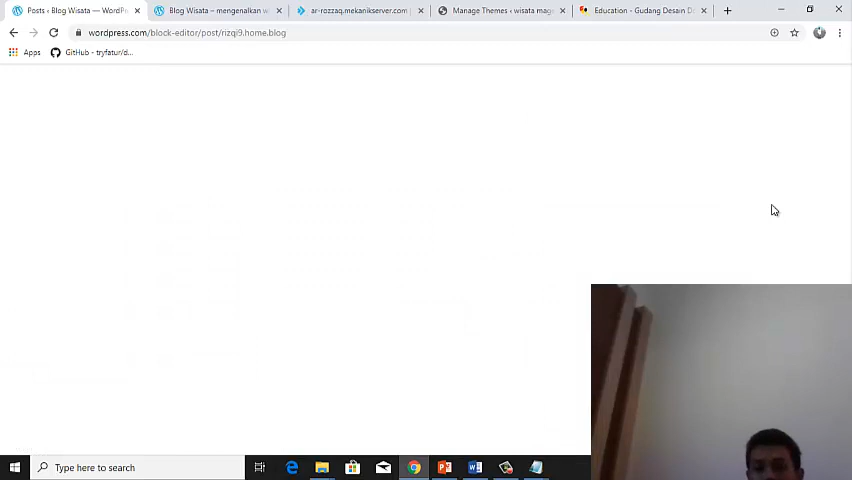 Posts ‹ Blog Wisata — WordPr
Blog Wisata – mengenalkan w
ar-rozzaq.mekanikserver.com |
Manage Themes ‹ wisata mag
Education - Gudang Desain D
wordpress.com/block-editor/post/rizqi9.home.blog
Apps
GitHub - tryfatur/d...
Type here to search